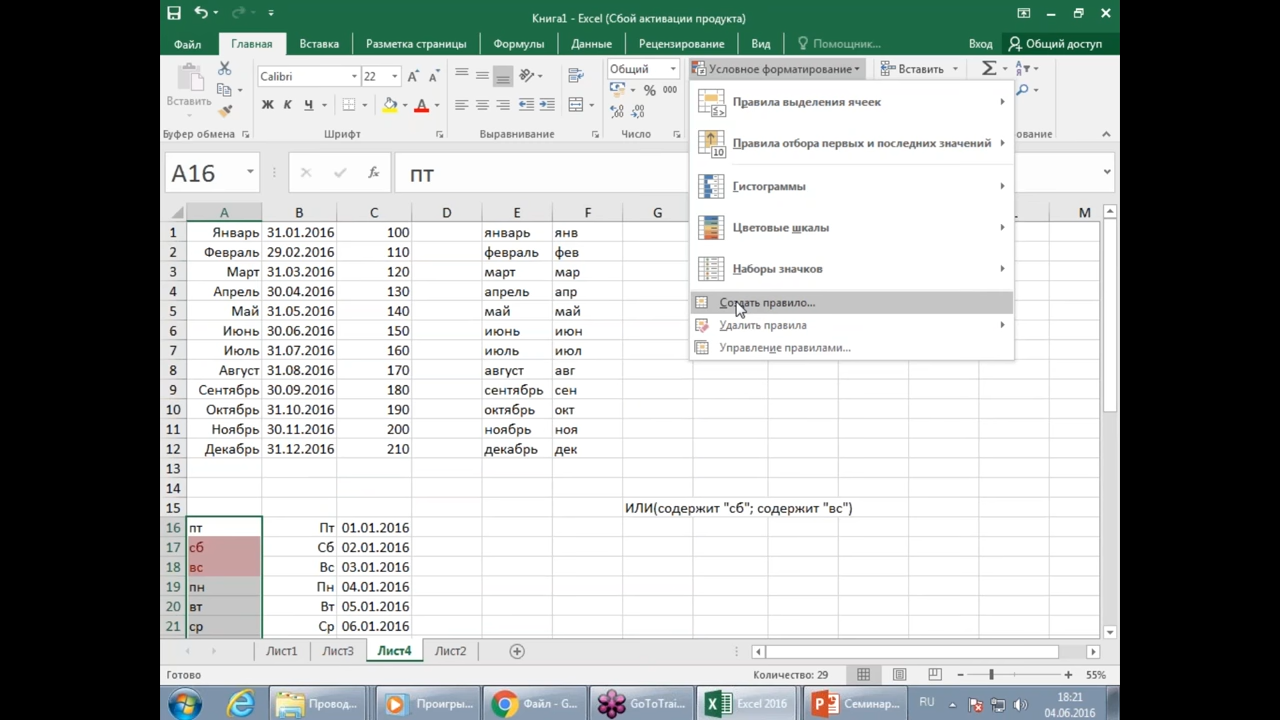 Книга1 - Excel (Сбой активации продукта)
Файл Главная Вставка Разметка страницы Формулы Данные Рецензирование Вид Помощник... Вход Общий доступ
Вставить
Буфер обмена
Calibri 22
Ж К Ч
Шрифт
Выравнивание
Общий
% 000
Число
Условное форматирование
Вставить
Правила выделения ячеек
Правила отбора первых и последних значений
Гистограммы
Цветовые шкалы
Наборы значков
Создать правило...
Удалить правила
Управление правилами...
A16 fx пт
A B C D E F G M
1 Январь 31.01.2016 100 январь янв
2 Февраль 29.02.2016 110 февраль фев
3 Март 31.03.2016 120 март мар
4 Апрель 30.04.2016 130 апрель апр
5 Май 31.05.2016 140 май май
6 Июнь 30.06.2016 150 июнь июн
7 Июль 31.07.2016 160 июль июл
8 Август 31.08.2016 170 август авг
9 Сентябрь 30.09.2016 180 сентябрь сен
10 Октябрь 31.10.2016 190 октябрь окт
11 Ноябрь 30.11.2016 200 ноябрь ноя
12 Декабрь 31.12.2016 210 декабрь дек
13
14
15 ИЛИ(содержит "сб"; содержит "вс")
16 пт Пт 01.01.2016
17 сб Сб 02.01.2016
18 вс Вс 03.01.2016
19 пн Пн 04.01.2016
20 вт Вт 05.01.2016
21 ср Ср 06.01.2016
Лист1 Лист3 Лист4 Лист2
Готово Количество: 29 55%
Провод... Проигры... Файл - G... GoToTrai... Excel 2016 Семинар... RU 18:21
04.06.2016